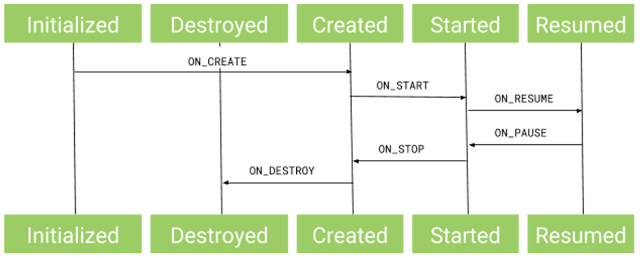 Initialized
Destroyed
Created
Started
Resumed
ON_CREATE
ON_START
ON_RESUME
ON_PAUSE
ON_STOP
ON_DESTROY
Initialized
Destroyed
Created
Started
Resumed